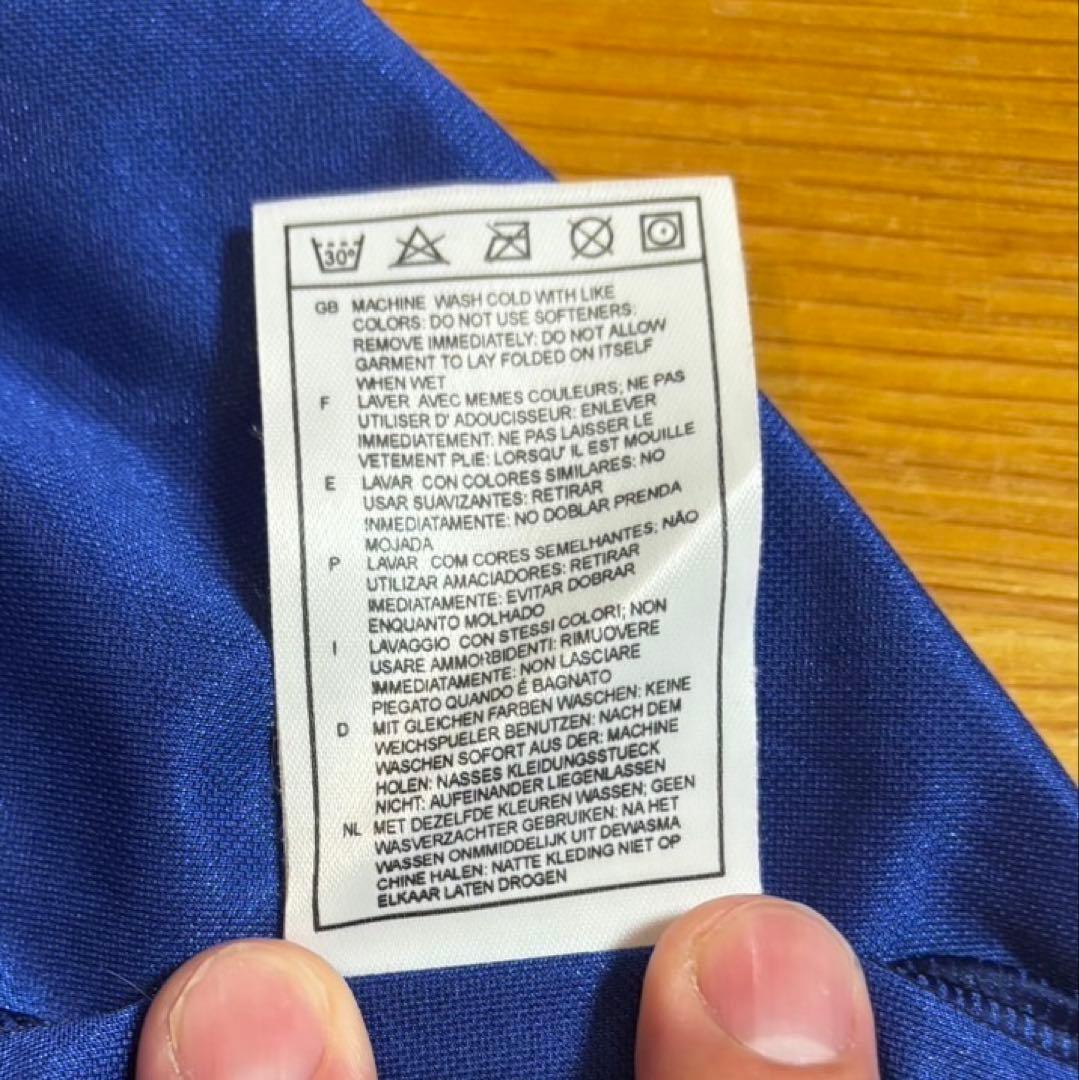 30°
GB MACHINE WASH COLD WITH LIKE
COLORS: DO NOT USE SOFTENERS:
REMOVE IMMEDIATELY: DO NOT ALLOW
GARMENT TO LAY FOLDED ON ITSELF
WHEN WET
F LAVER AVEC MEMES COULEURS; NE PAS
UTILISER D' ADOUCISSEUR: ENLEVER
IMMEDIATEMENT: NE PAS LAISSER LE
VETEMENT PLIE: LORSQU' IL EST MOUILLE
E LAVAR CON COLORES SIMILARES: NO
USAR SUAVIZANTES: RETIRAR
INMEDIATAMENTE: NO DOBLAR PRENDA
MOJADA
P LAVAR COM CORES SEMELHANTES; NÃO
UTILIZAR AMACIADORES: RETIRAR
IMEDIATAMENTE: EVITAR DOBRAR
ENQUANTO MOLHADO
I LAVAGGIO CON STESSI COLORI; NON
USARE AMMORBIDENTI: RIMUOVERE
IMMEDIATAMENTE: NON LASCIARE
PIEGATO QUANDO É BAGNATO
D MIT GLEICHEN FARBEN WASCHEN: KEINE
WEICHSPUELER BENUTZEN: NACH DEM
WASCHEN SOFORT AUS DER: MACHINE
HOLEN: NASSES KLEIDUNGSSTUECK
NICHT: AUFEINANDER LIEGENLASSEN
NL MET DEZELFDE KLEUREN WASSEN; GEEN
WASVERZACHTER GEBRUIKEN: NA HET
WASSEN ONMMIDDELIJK UIT DEWASMA
CHINE HALEN: NATTE KLEDING NIET OP
ELKAAR LATEN DROGEN